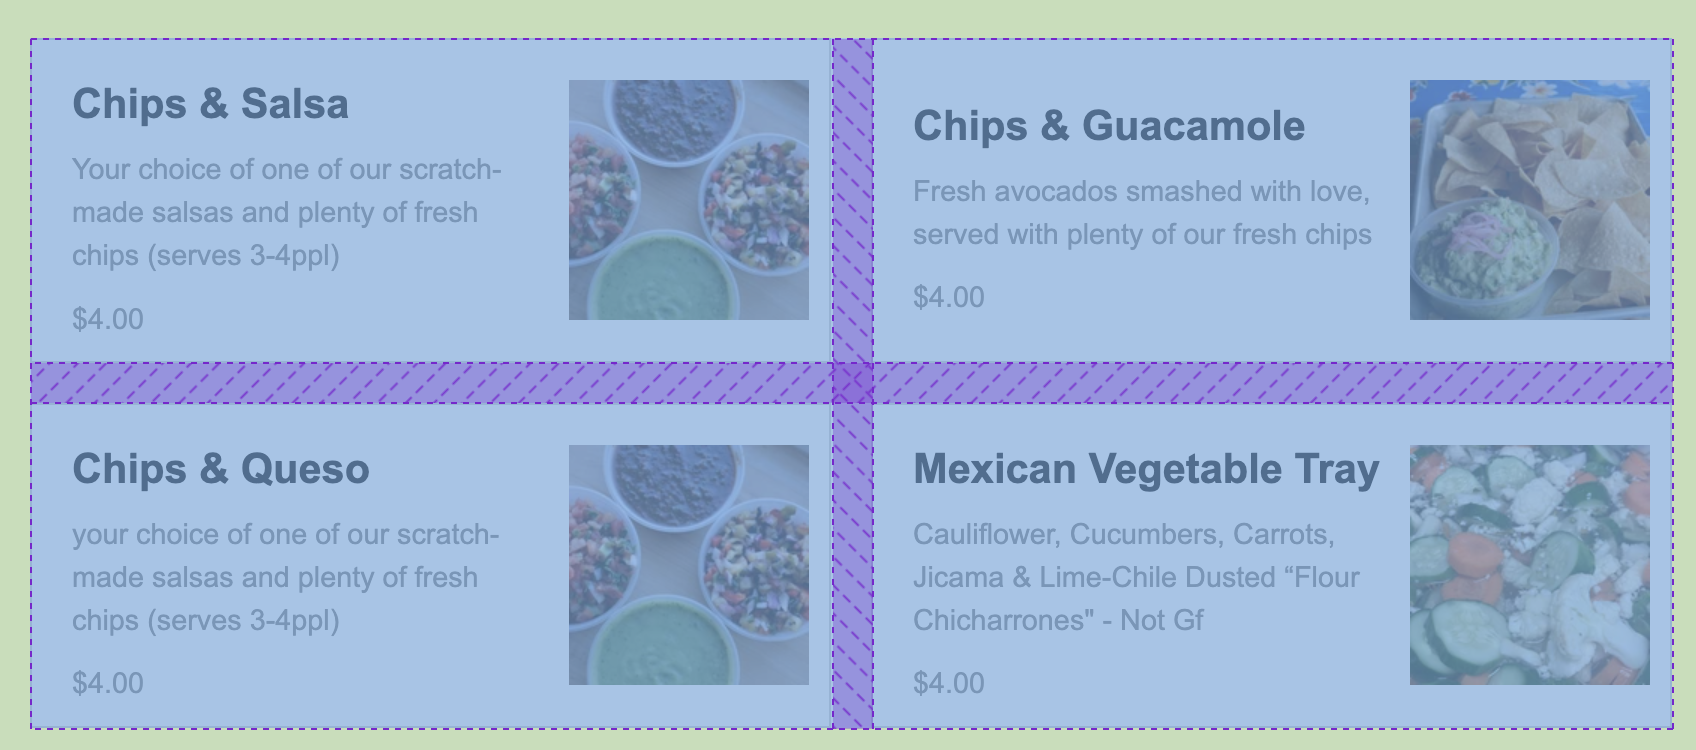 Chips & Salsa
Your choice of one of our scratch-
made salsas and plenty of fresh
chips (serves 3-4ppl)
$4.00
Chips & Guacamole
Fresh avocados smashed with love,
served with plenty of our fresh chips
$4.00
Chips & Queso
your choice of one of our scratch-
made salsas and plenty of fresh
chips (serves 3-4ppl)
$4.00
Mexican Vegetable Tray
Cauliflower, Cucumbers, Carrots,
Jicama & Lime-Chile Dusted “Flour
Chicharrones" - Not Gf
$4.00